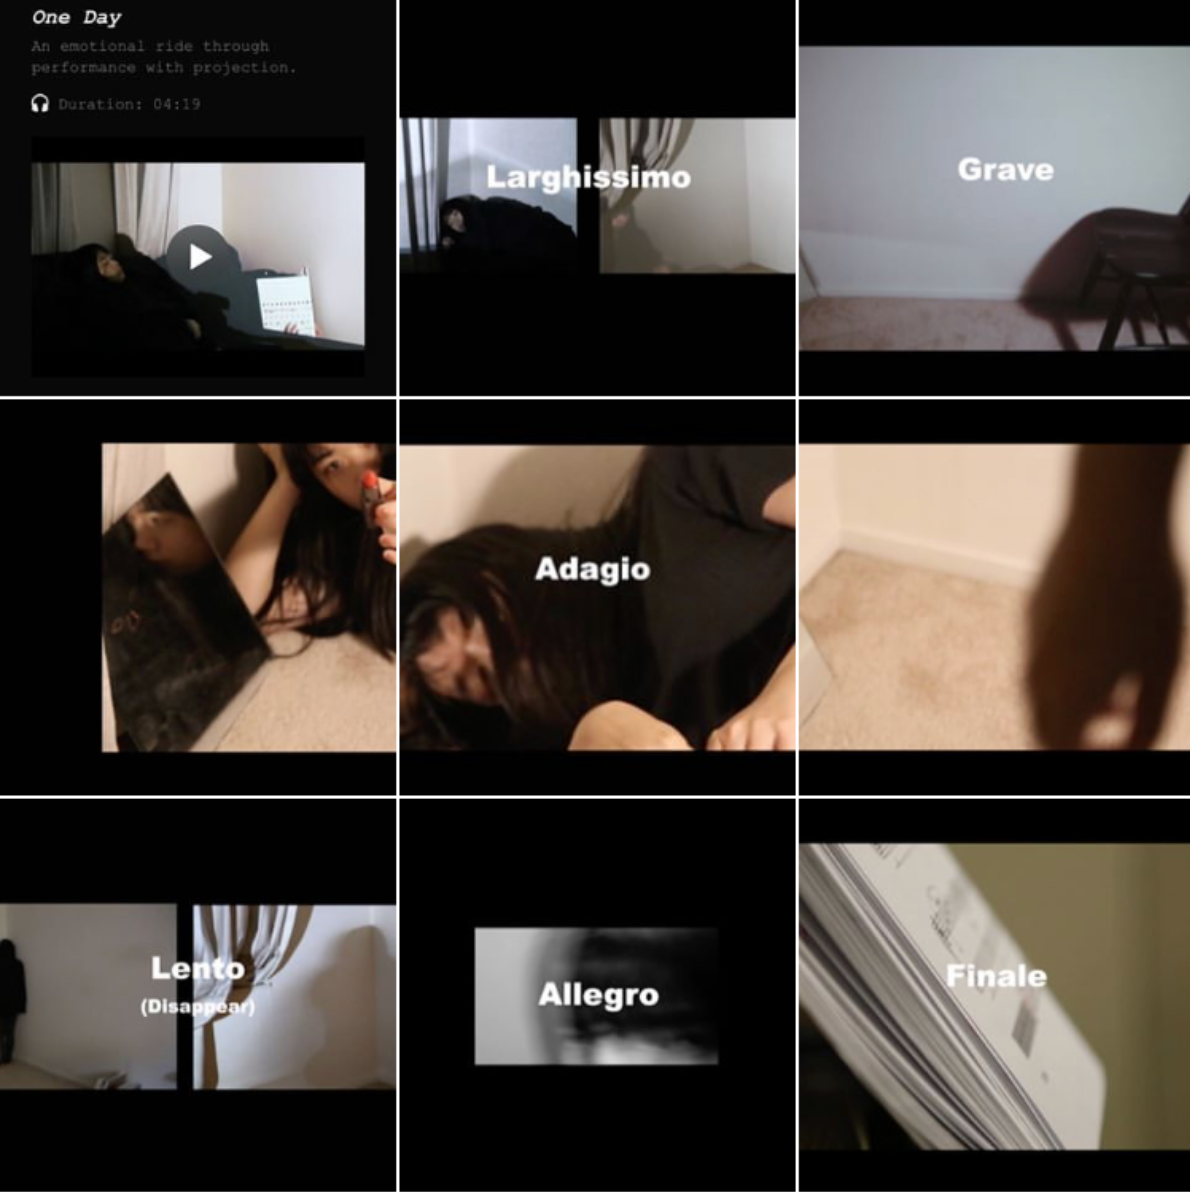 One Day
An emotional ride through
performance with projection.
Duration: 04:19
Larghissimo
Grave
Adagio
Lento
(Disappear)
Allegro
Finale